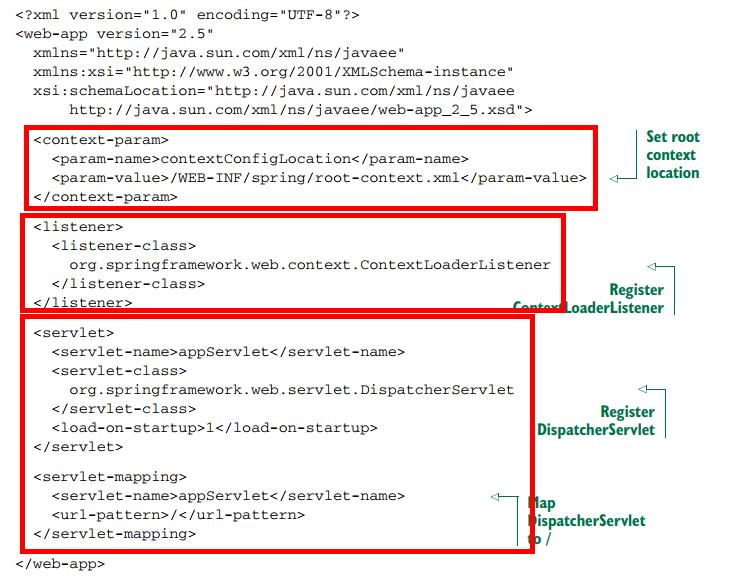 <?xml version="1.0" encoding="UTF-8"?>
<web-app version="2.5"
xmlns="http://java.sun.com/xml/ns/javaee"
xmlns:xsi="http://www.w3.org/2001/XMLSchema-instance"
xsi:schemaLocation="http://java.sun.com/xml/ns/javaee
http://java.sun.com/xml/ns/javaee/web-app_2_5.xsd">
<context-param>
<param-name>contextConfigLocation</param-name>
<param-value>/WEB-INF/spring/root-context.xml</param-value>
</context-param>
Set root
context
location
<listener>
<listener-class>
org.springframework.web.context.ContextLoaderListener
</listener-class>
</listener>
Register
ContextLoaderListener
<servlet>
<servlet-name>appServlet</servlet-name>
<servlet-class>
org.springframework.web.servlet.DispatcherServlet
</servlet-class>
<load-on-startup>1</load-on-startup>
</servlet>
Register
DispatcherServlet
<servlet-mapping>
<servlet-name>appServlet</servlet-name>
<url-pattern>/</url-pattern>
</servlet-mapping>
Map
DispatcherServlet
to /
</web-app>